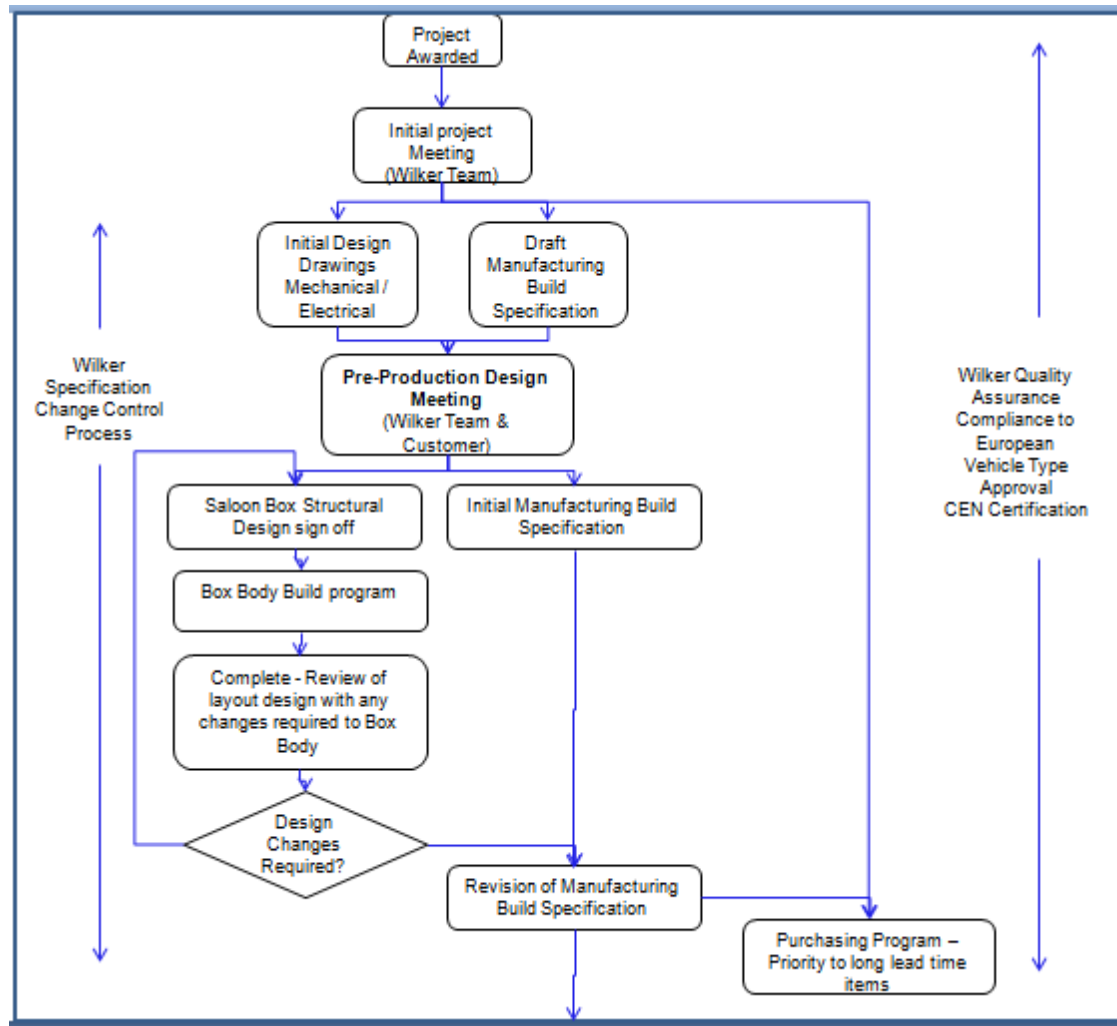 Project
Awarded
Initial project
Meeting
(Wilker Team)
Initial Design
Drawings
Mechanical /
Electrical
Draft
Manufacturing
Build
Specification
Wilker
Specification
Change Control
Process
Pre-Production Design
Meeting
(Wilker Team &
Customer)
Wilker Quality
Assurance
Compliance to
European
Vehicle Type
Approval
CEN Certification
Saloon Box Structural
Design sign off
Initial Manufacturing Build
Specification
Box Body Build program
Complete - Review of
layout design with any
changes required to Box
Body
Design
Changes
Required?
Revision of Manufacturing
Build Specification
Purchasing Program –
Priority to long lead time
items